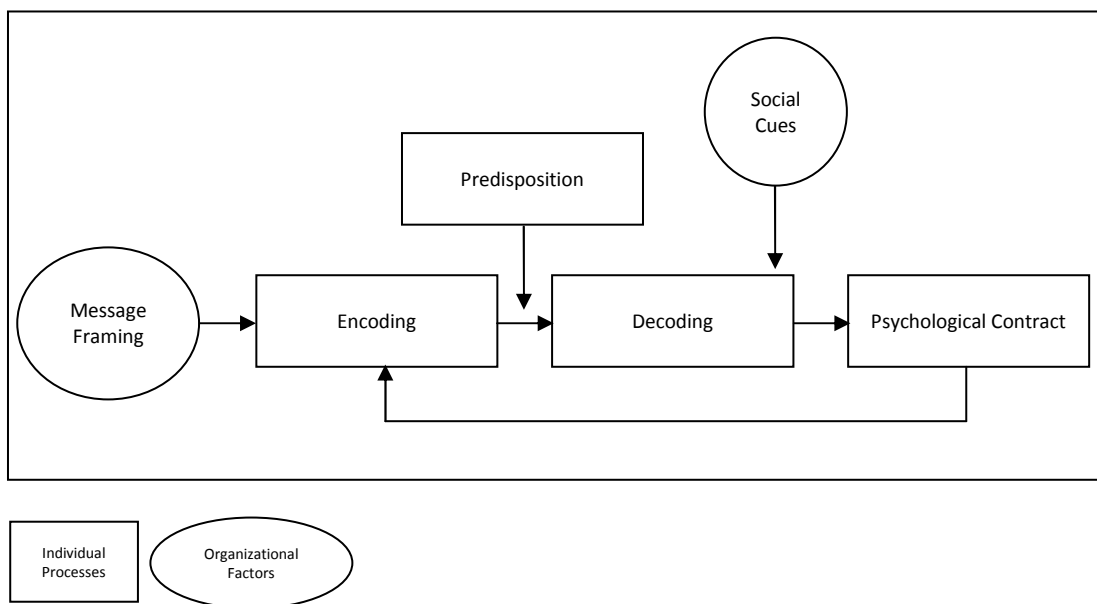 Social
Cues
Predisposition
Message
Framing
Encoding
Decoding
Psychological Contract
Individual
Processes
Organizational
Factors